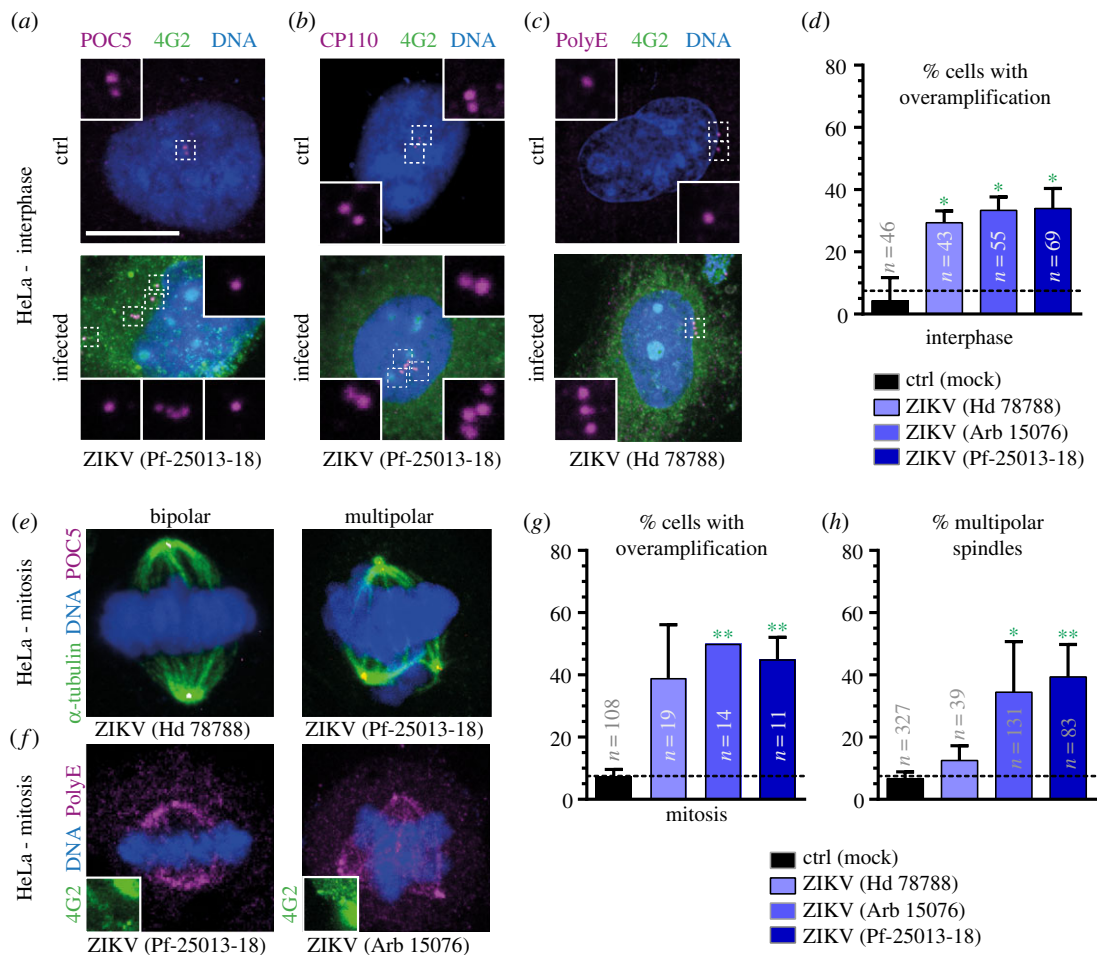 (a)
POC5 4G2 DNA
HeLa - interphase
ctrl
infected
ZIKV (Pf-25013-18)
(b)
CP110 4G2 DNA
ZIKV (Pf-25013-18)
(c)
PolyE 4G2 DNA
ctrl
infected
ZIKV (Hd 78788)
(d)
% cells with
overamplification
80
60
40
20
0
n = 46
n = 43
n = 55
n = 69
*
*
*
interphase
ctrl (mock)
ZIKV (Hd 78788)
ZIKV (Arb 15076)
ZIKV (Pf-25013-18)
(e)
bipolar
multipolar
HeLa - mitosis
α-tubulin DNA POC5
ZIKV (Hd 78788)
ZIKV (Pf-25013-18)
(f)
HeLa - mitosis
4G2 DNA PolyE
4G2
ZIKV (Pf-25013-18)
ZIKV (Arb 15076)
(g)
% cells with
overamplification
80
60
40
20
0
n = 108
n = 19
n = 14
n = 11
**
**
mitosis
(h)
% multipolar
spindles
80
60
40
20
0
n = 327
n = 39
n = 131
n = 83
*
**
ctrl (mock)
ZIKV (Hd 78788)
ZIKV (Arb 15076)
ZIKV (Pf-25013-18)